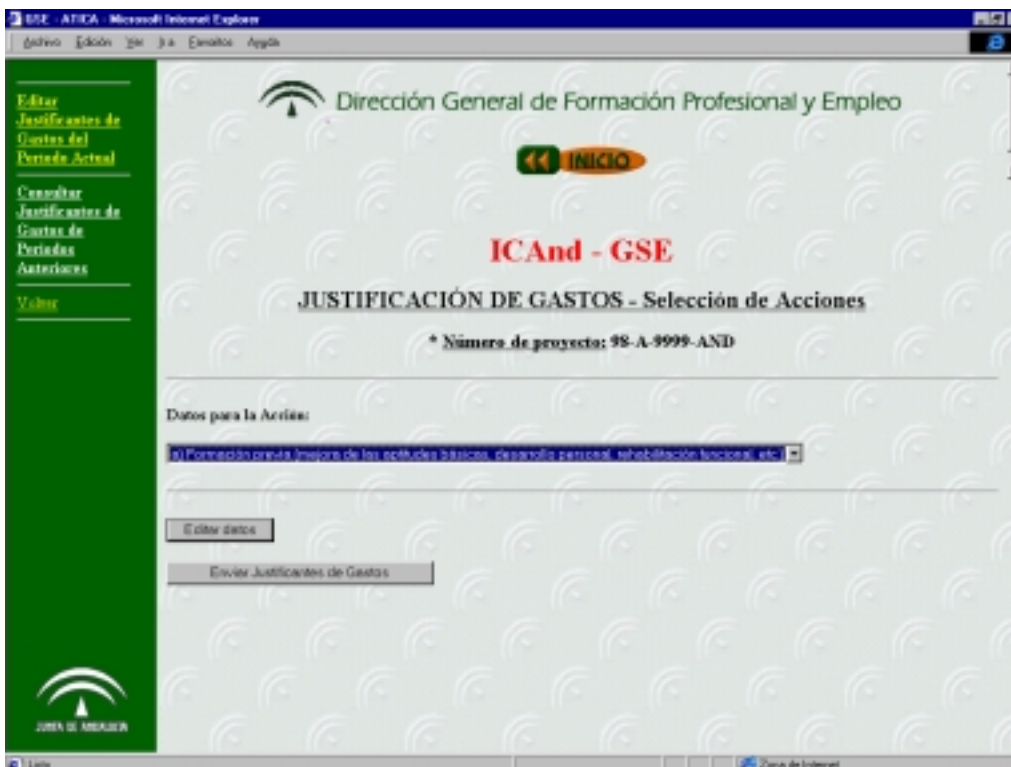 GSE - ATICA - Microsoft Internet Explorer
Archivo Edición Ver Ir a Favoritos Ayuda
Editar
Justificantes de
Gastos del
Periodo Actual
Consultar
Justificantes de
Gastos de
Periodos
Anteriores
Volver
JUNTA DE ANDALUCIA
Dirección General de Formación Profesional y Empleo
INICIO
ICAnd - GSE
JUSTIFICACIÓN DE GASTOS - Selección de Acciones
* Número de proyecto: 98-A-9999-AND
Datos para la Acción:
a) Formación previa (mejora de las aptitudes básicas, desarrollo personal, rehabilitación funcional, etc)
Editar datos
Enviar Justificantes de Gastos
Listo
Zona de Internet